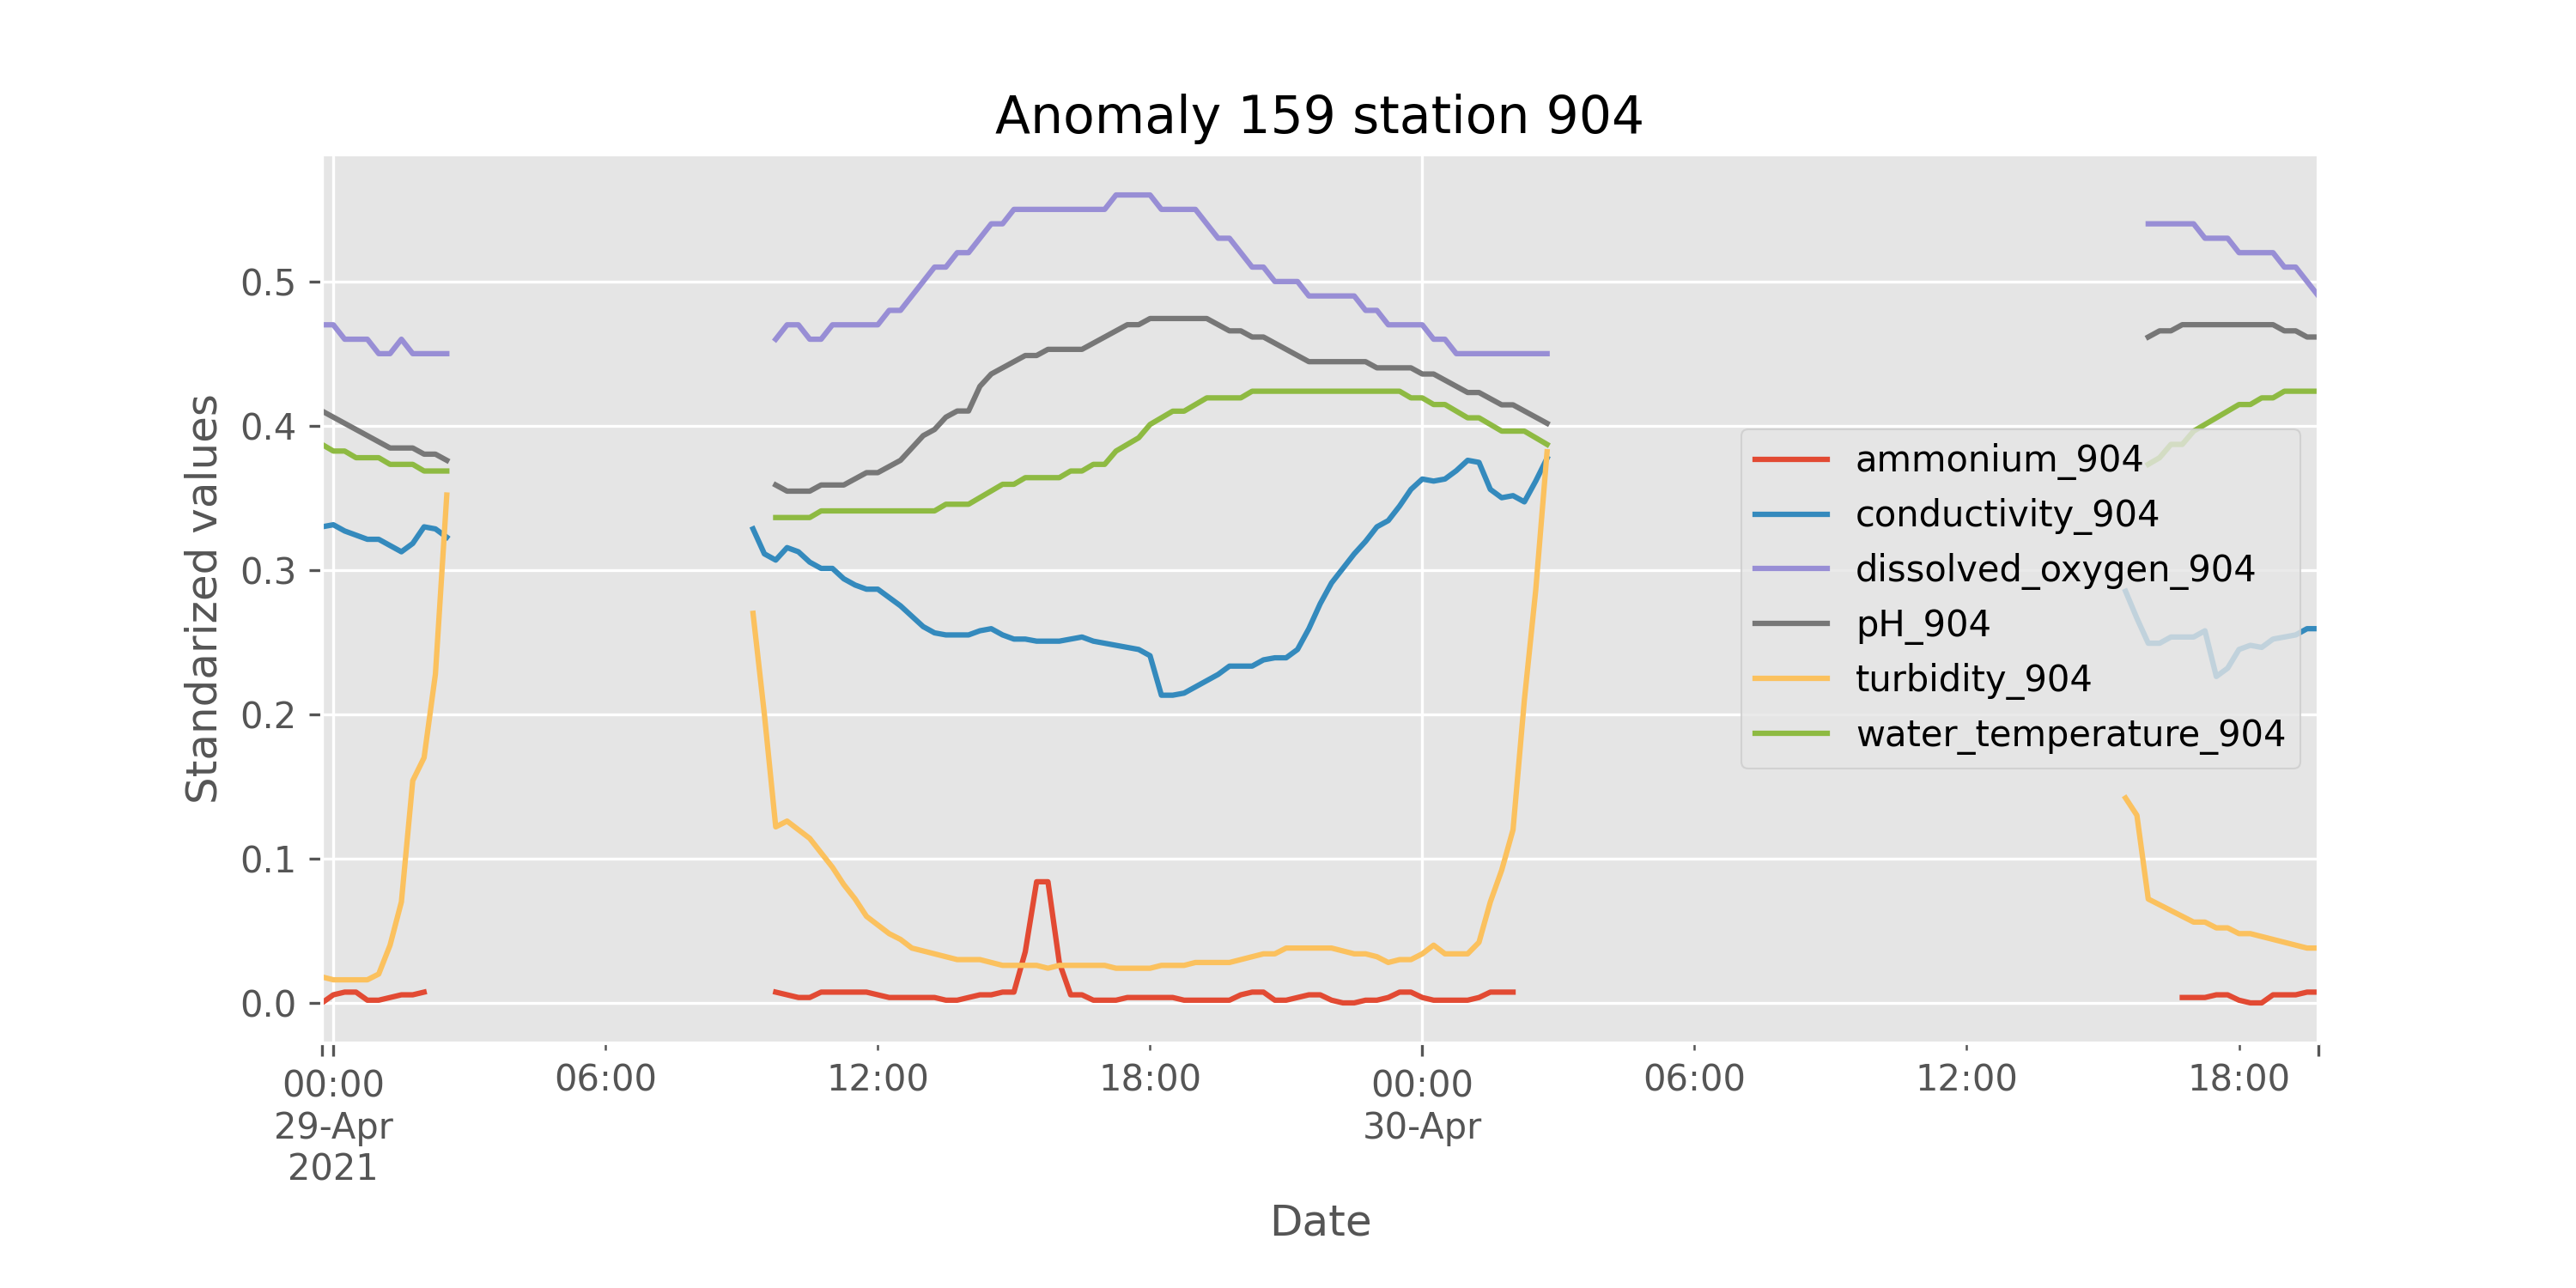 Anomaly 159 station 904
Standarized values
0.5
0.4
0.3
0.2
0.1
0.0
ammonium_904
conductivity_904
dissolved_oxygen_904
pH_904
turbidity_904
water_temperature_904
00:00 06:00 12:00 18:00 00:00 06:00 12:00 18:00
29-Apr 30-Apr
2021
Date